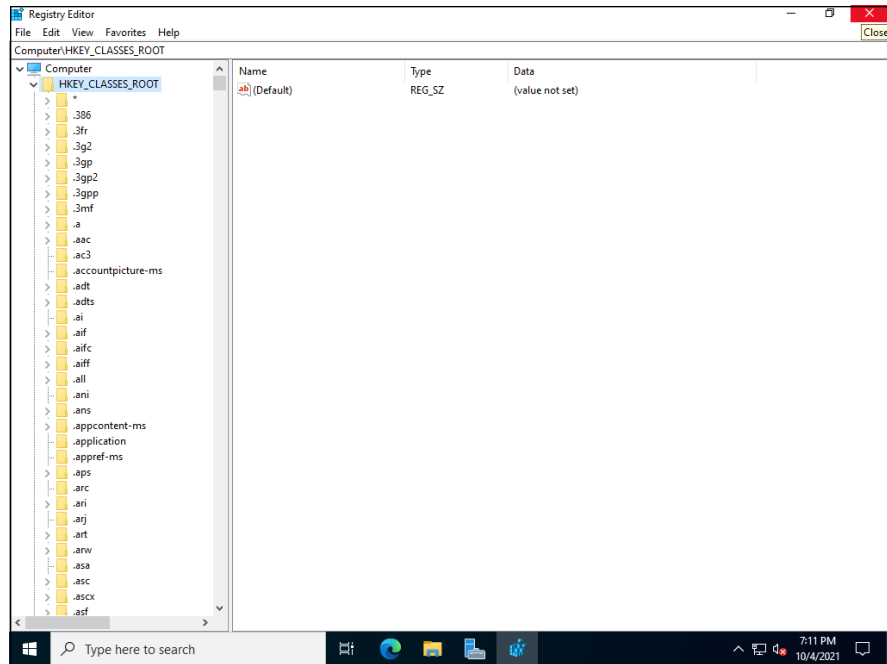 Registry Editor
File Edit View Favorites Help
Close
Computer\HKEY_CLASSES_ROOT
Computer
HKEY_CLASSES_ROOT
*
.386
.3fr
.3g2
.3gp
.3gp2
.3gpp
.3mf
.a
.aac
.ac3
.accountpicture-ms
.adt
.adts
.ai
.aif
.aifc
.aiff
.all
.ani
.ans
.appcontent-ms
.application
.appref-ms
.aps
.arc
.ari
.arj
.art
.arw
.asa
.asc
.ascx
.asf
Name Type Data
ab (Default) REG_SZ (value not set)
Type here to search
7:11 PM
10/4/2021